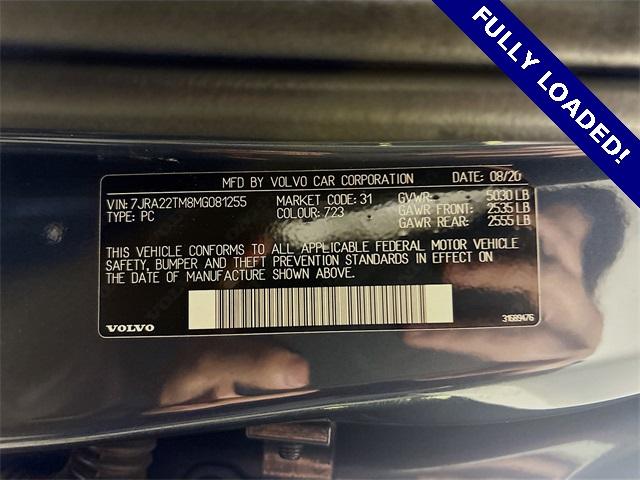 FULLY LOADED!
MFD BY VOLVO CAR CORPORATION DATE: 08/20
VIN: 7JRA22TM8MG081255 MARKET CODE: 31 GVWR: 5030 LB
TYPE: PC COLOUR: 723 GAWR FRONT: 2535 LB
GAWR REAR: 2555 LB
THIS VEHICLE CONFORMS TO ALL APPLICABLE FEDERAL MOTOR VEHICLE
SAFETY, BUMPER AND THEFT PREVENTION STANDARDS IN EFFECT ON
THE DATE OF MANUFACTURE SHOWN ABOVE.
VOLVO 31689476